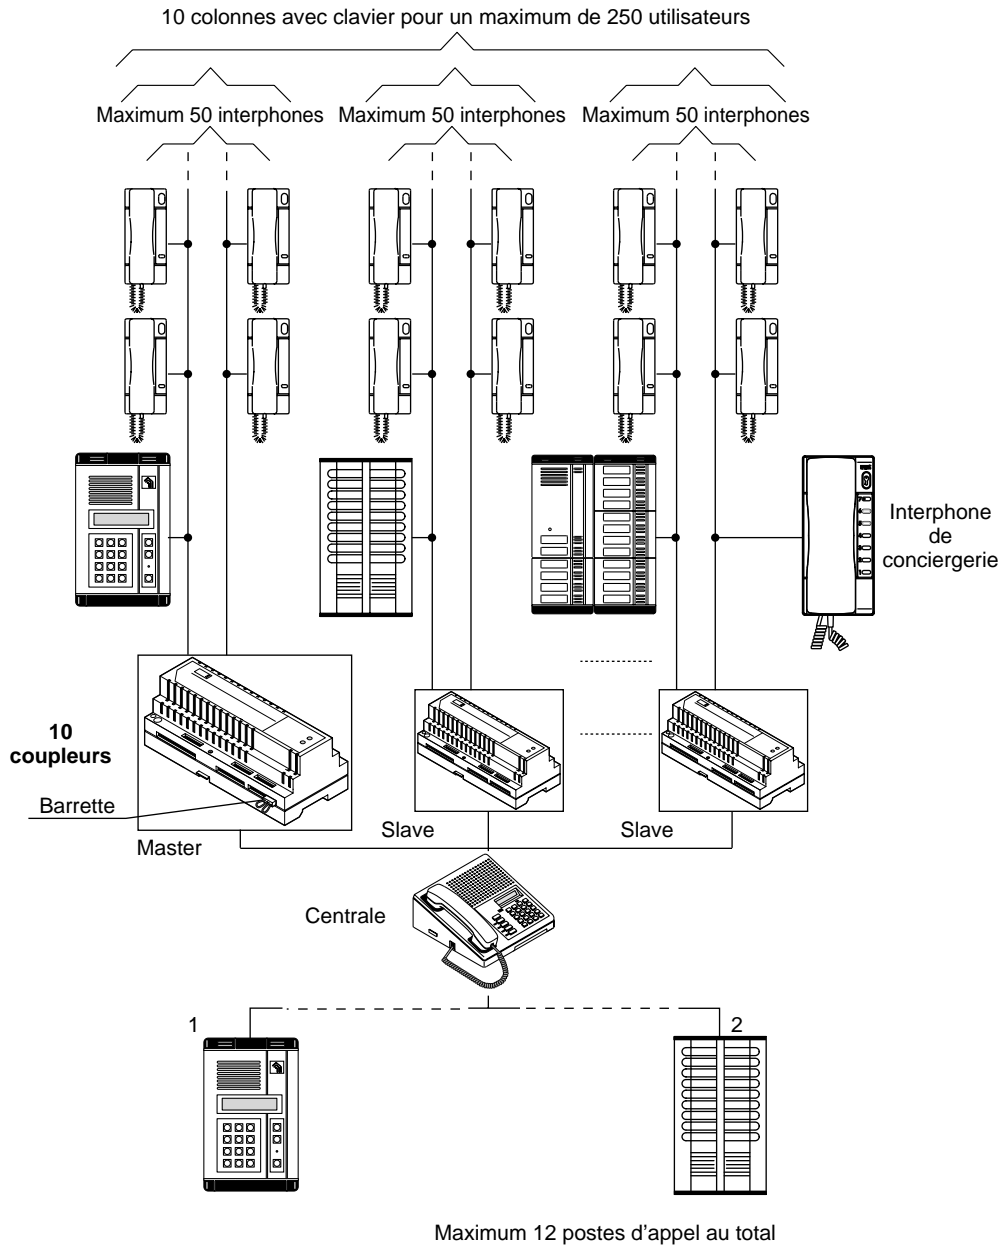 10 colonnes avec clavier pour un maximum de 250 utilisateurs
Maximum 50 interphones
Maximum 50 interphones
Maximum 50 interphones
Interphone
de
conciergerie
10
coupleurs
Barrette
Master
Slave
Slave
Centrale
1
2
Maximum 12 postes d’appel au total